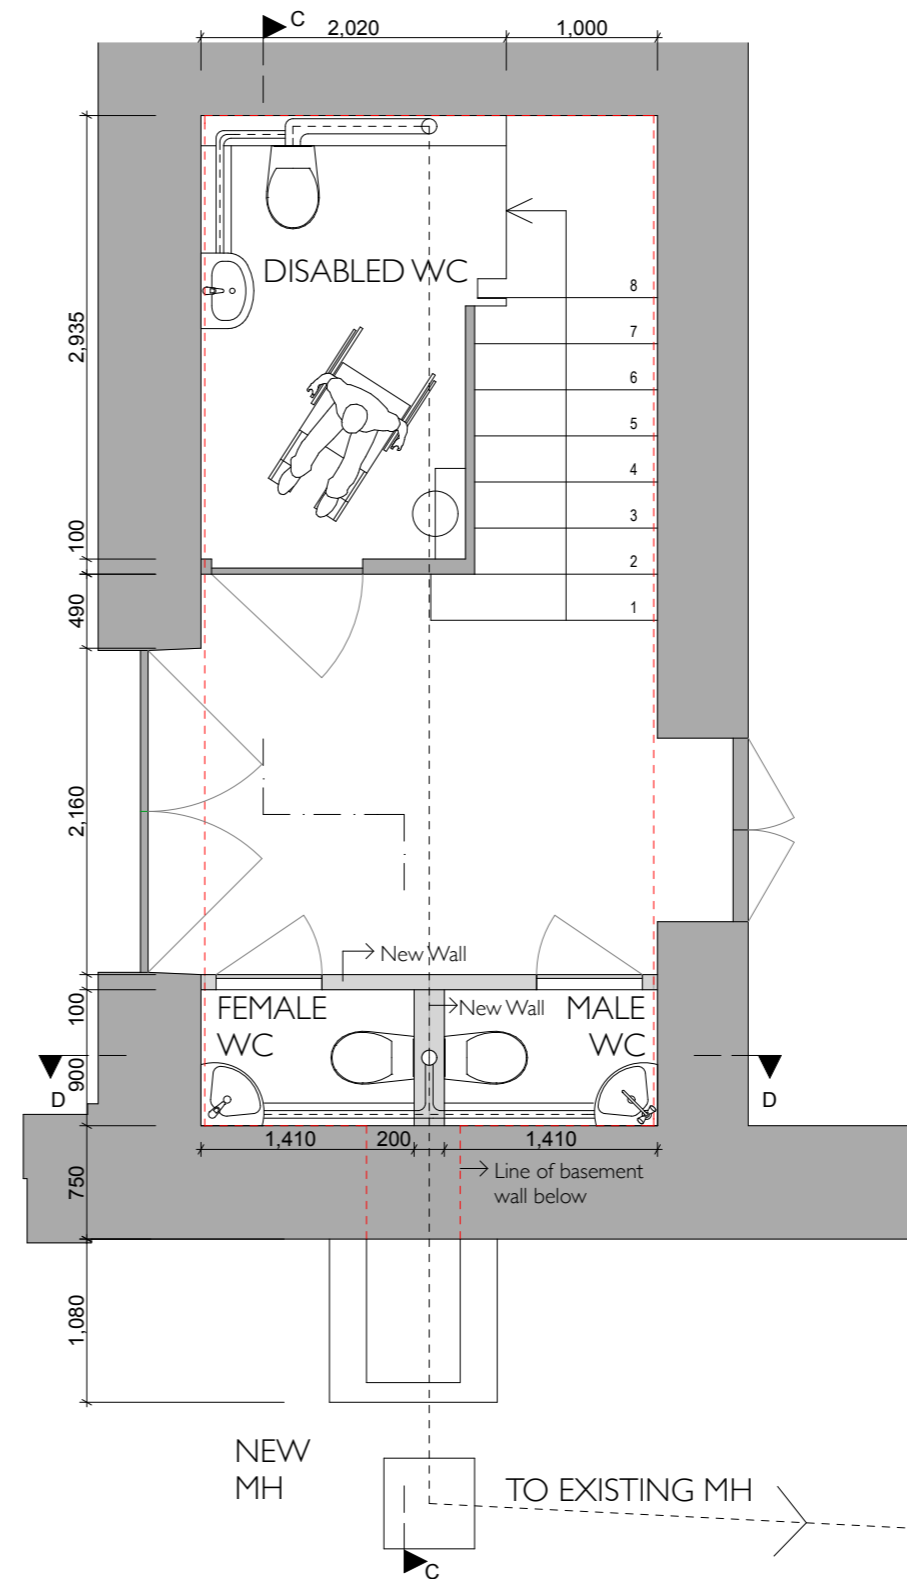 C
2,020
1,000
DISABLED WC
2,935
8
7
6
5
4
3
2
1
100
490
2,160
New Wall
100
FEMALE
WC
New Wall
MALE
WC
900
D
D
1,410
200
1,410
750
Line of basement
wall below
1,080
NEW
MH
TO EXISTING MH
C